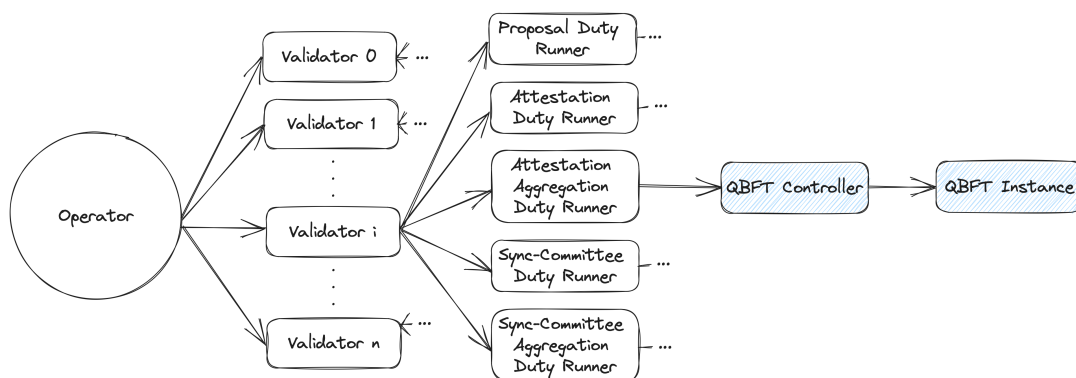 Operator
Validator 0
...
Validator 1
...
Validator i
Validator n
...
Proposal Duty
Runner
...
Attestation
Duty Runner
...
Attestation
Aggregation
Duty Runner
Sync-Committee
Duty Runner
...
Sync-Committee
Aggregation
Duty Runner
...
QBFT Controller
QBFT Instance